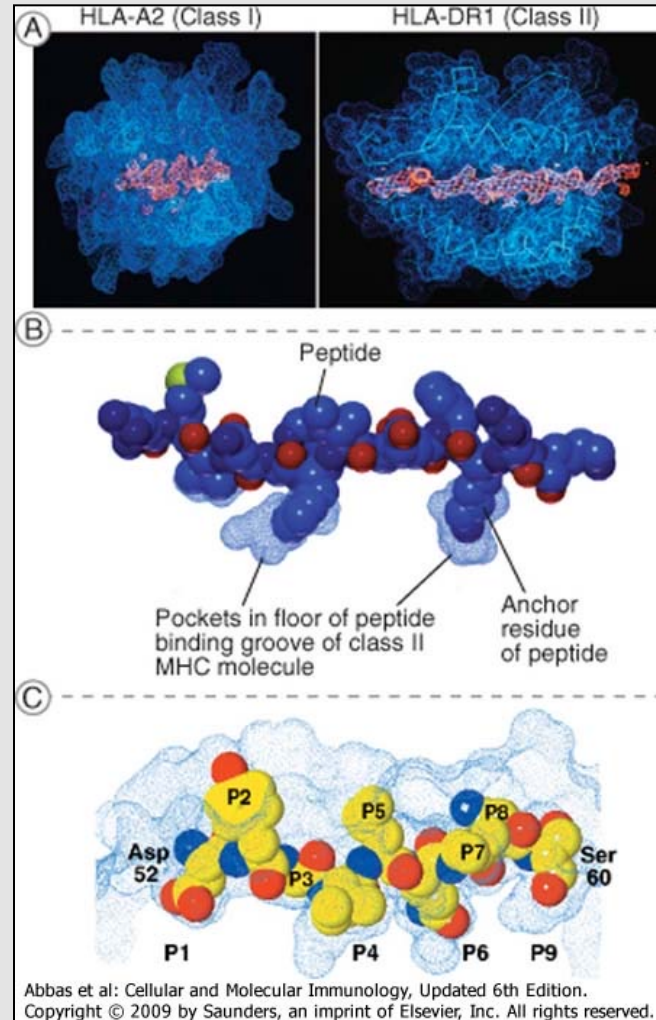 A
HLA-A2 (Class I)
HLA-DR1 (Class II)
B
Peptide
Pockets in floor of peptide
binding groove of class II
MHC molecule
Anchor
residue
of peptide
C
P2
P5
P8
Asp
52
P3
P7
Ser
60
P1
P4
P6
P9
Abbas et al: Cellular and Molecular Immunology, Updated 6th Edition.
Copyright © 2009 by Saunders, an imprint of Elsevier, Inc. All rights reserved.